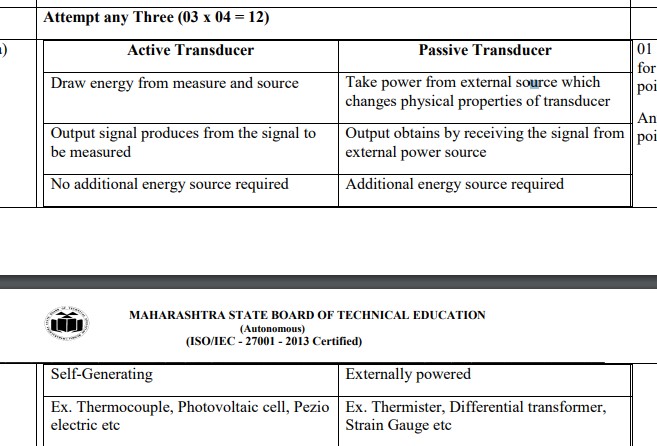 Attempt any Three (03 x 04 = 12)
)
Active Transducer
Passive Transducer
01
for
poi
An
poi
Draw energy from measure and source
Take power from external source which
changes physical properties of transducer
Output signal produces from the signal to
be measured
Output obtains by receiving the signal from
external power source
No additional energy source required
Additional energy source required
MAHARASHTRA STATE BOARD OF TECHNICAL EDUCATION
(Autonomous)
(ISO/IEC - 27001 - 2013 Certified)
Self-Generating
Externally powered
Ex. Thermocouple, Photovoltaic cell, Pezio
electric etc
Ex. Thermister, Differential transformer,
Strain Gauge etc